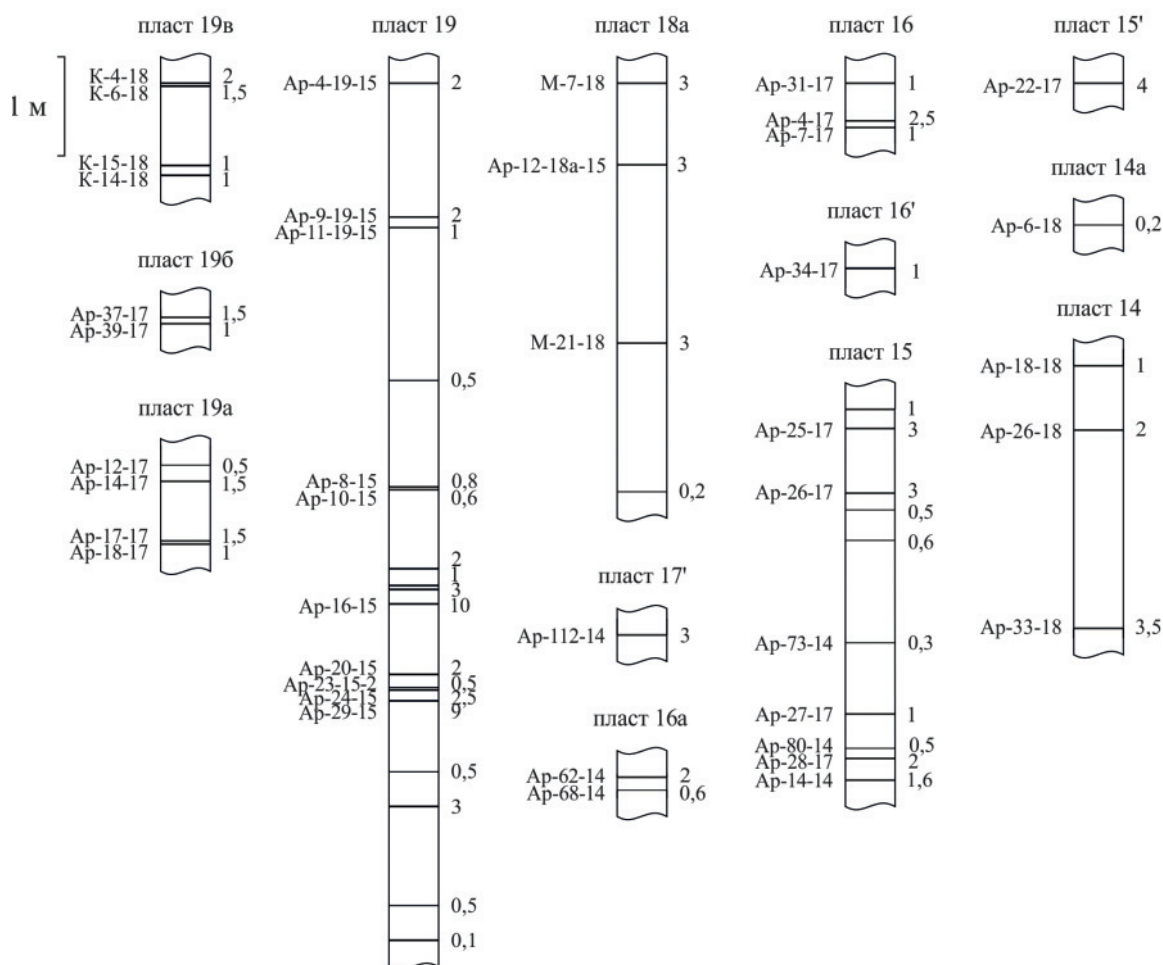 1 м
пласт 19в
К-4-18 2
К-6-18 1,5
К-15-18 1
К-14-18 1
пласт 19б
Ар-37-17 1,5
Ар-39-17 1
пласт 19а
Ар-12-17 0,5
Ар-14-17 1,5
Ар-17-17 1,5
Ар-18-17 1
пласт 19
Ар-4-19-15 2
Ар-9-19-15 2
Ар-11-19-15 1
0,5
Ар-8-15 0,8
Ар-10-15 0,6
2
1
3
Ар-16-15 10
Ар-20-15 2
Ар-23-15-2 0,5
Ар-24-15 2,5
Ар-29-15 9
0,5
3
0,5
0,1
пласт 18а
М-7-18 3
Ар-12-18а-15 3
М-21-18 3
0,2
пласт 17'
Ар-112-14 3
пласт 16а
Ар-62-14 2
Ар-68-14 0,6
пласт 16
Ар-31-17 1
Ар-4-17 2,5
Ар-7-17 1
пласт 16'
Ар-34-17 1
пласт 15
1
Ар-25-17 3
Ар-26-17 3
0,5
0,6
Ар-73-14 0,3
Ар-27-17 1
Ар-80-14 0,5
Ар-28-17 2
Ар-14-14 1,6
пласт 15'
Ар-22-17 4
пласт 14а
Ар-6-18 0,2
пласт 14
Ар-18-18 1
Ар-26-18 2
Ар-33-18 3,5